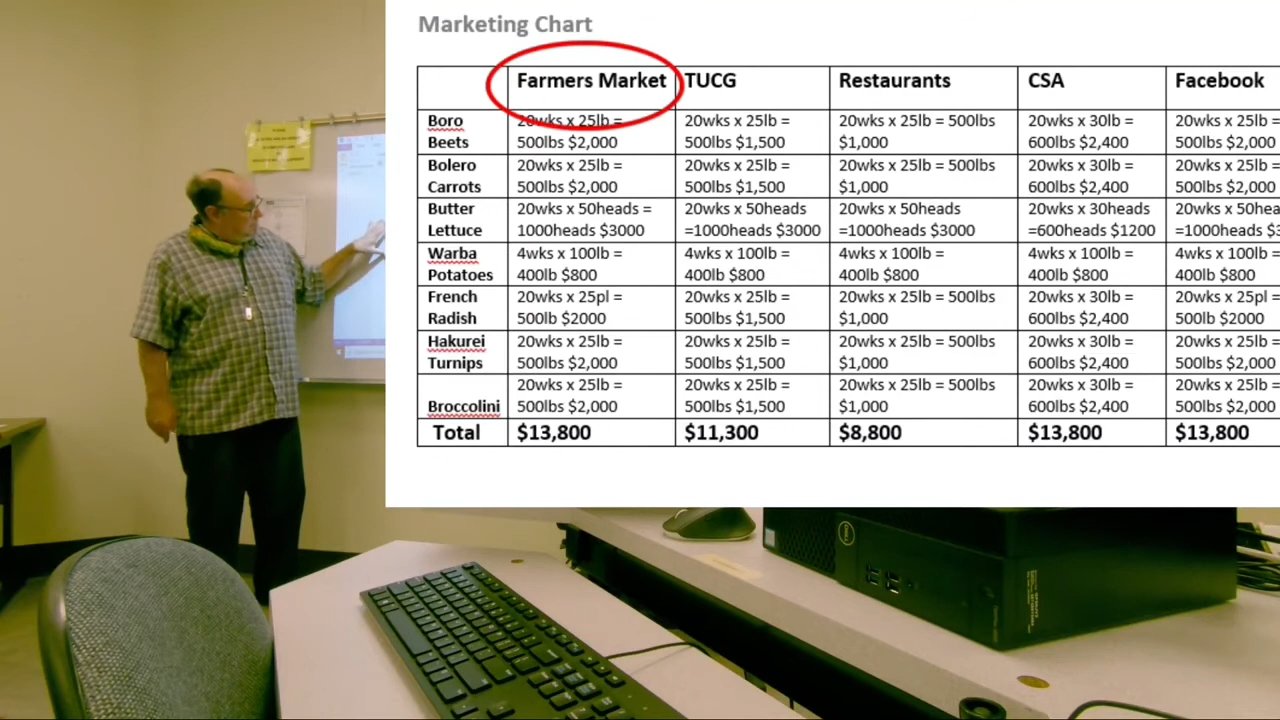 Marketing Chart
Farmers Market TUCG Restaurants CSA Facebook
Boro 20wks x 25lb = 20wks x 25lb = 20wks x 25lb = 500lbs 20wks x 30lb = 20wks x 25lb =
Beets 500lbs $2,000 500lbs $1,500 $1,000 600lbs $2,400 500lbs $2,000
Bolero 20wks x 25lb = 20wks x 25lb = 20wks x 25lb = 500lbs 20wks x 30lb = 20wks x 25lb =
Carrots 500lbs $2,000 500lbs $1,500 $1,000 600lbs $2,400 500lbs $2,000
Butter 20wks x 50heads = 20wks x 50heads 20wks x 50heads 20wks x 30heads 20wks x 50hea
Lettuce 1000heads $3000 =1000heads $3000 =1000heads $3000 =600heads $1200 =1000heads $3
Warba 4wks x 100lb = 4wks x 100lb = 4wks x 100lb = 4wks x 100lb = 4wks x 100lb =
Potatoes 400lb $800 400lb $800 400lb $800 400lb $800 400lb $800
French 20wks x 25pl = 20wks x 25lb = 20wks x 25lb = 500lbs 20wks x 30lb = 20wks x 25pl =
Radish 500lb $2000 500lbs $1,500 $1,000 600lbs $2,400 500lb $2000
Hakurei 20wks x 25lb = 20wks x 25lb = 20wks x 25lb = 500lbs 20wks x 30lb = 20wks x 25lb =
Turnips 500lbs $2,000 500lbs $1,500 $1,000 600lbs $2,400 500lbs $2,000
20wks x 25lb = 20wks x 25lb = 20wks x 25lb = 500lbs 20wks x 30lb = 20wks x 25lb =
Broccolini 500lbs $2,000 500lbs $1,500 $1,000 600lbs $2,400 500lbs $2,000
Total $13,800 $11,300 $8,800 $13,800 $13,800
DELL